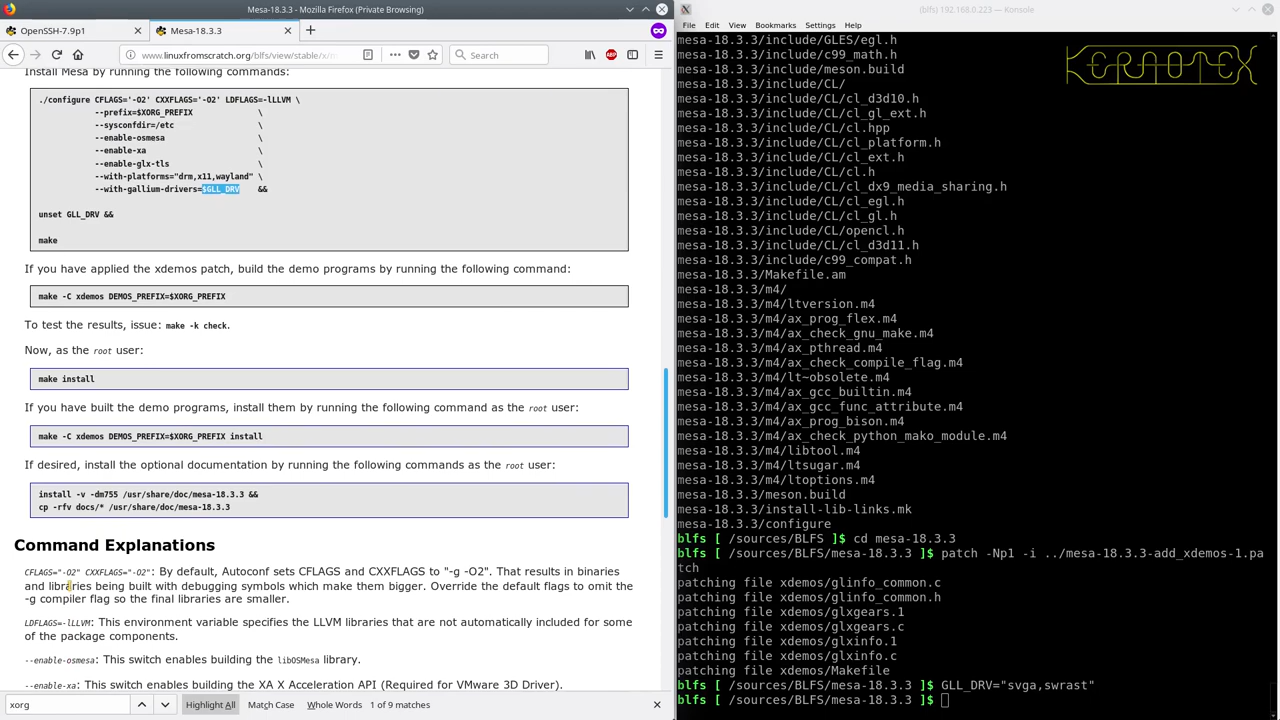 Mesa-18.3.3 - Mozilla Firefox (Private Browsing)
OpenSSH-7.9p1
Mesa-18.3.3
www.linuxfromscratch.org/blfs/view/stable/x/
Search
Install Mesa by running the following commands:
./configure CFLAGS='-O2' CXXFLAGS='-O2' LDFLAGS=-lLLVM \
--prefix=$XORG_PREFIX \
--sysconfdir=/etc \
--enable-osmesa \
--enable-xa \
--enable-glx-tls \
--with-platforms="drm,x11,wayland" \
--with-gallium-drivers=$GLL_DRV &&
unset GLL_DRV &&
make
If you have applied the xdemos patch, build the demo programs by running the following command:
make -C xdemos DEMOS_PREFIX=$XORG_PREFIX
To test the results, issue: make -k check.
Now, as the root user:
make install
If you have built the demo programs, install them by running the following command as the root user:
make -C xdemos DEMOS_PREFIX=$XORG_PREFIX install
If desired, install the optional documentation by running the following commands as the root user:
install -v -dm755 /usr/share/doc/mesa-18.3.3 &&
cp -rfv docs/* /usr/share/doc/mesa-18.3.3
Command Explanations
CFLAGS="-O2" CXXFLAGS="-O2": By default, Autoconf sets CFLAGS and CXXFLAGS to "-g -O2". That results in binaries
and libraries being built with debugging symbols which make them bigger. Override the default flags to omit the
-g compiler flag so the final libraries are smaller.
LDFLAGS=-lLLVM: This environment variable specifies the LLVM libraries that are not automatically included for some
of the package components.
--enable-osmesa: This switch enables building the libOSMesa library.
--enable-xa: This switch enables building the XA X Acceleration API (Required for VMware 3D Driver).
xorg
Highlight All
Match Case
Whole Words
1 of 9 matches
(blfs) 192.168.0.223 — Konsole
File Edit View Bookmarks Settings Help
KERNOTEX
mesa-18.3.3/include/GLES/egl.h
mesa-18.3.3/include/c99_math.h
mesa-18.3.3/include/meson.build
mesa-18.3.3/include/CL/
mesa-18.3.3/include/CL/cl_d3d10.h
mesa-18.3.3/include/CL/cl_gl_ext.h
mesa-18.3.3/include/CL/cl.hpp
mesa-18.3.3/include/CL/cl_platform.h
mesa-18.3.3/include/CL/cl_ext.h
mesa-18.3.3/include/CL/cl.h
mesa-18.3.3/include/CL/cl_dx9_media_sharing.h
mesa-18.3.3/include/CL/cl_egl.h
mesa-18.3.3/include/CL/cl_gl.h
mesa-18.3.3/include/CL/opencl.h
mesa-18.3.3/include/CL/cl_d3d11.h
mesa-18.3.3/include/c99_compat.h
mesa-18.3.3/Makefile.am
mesa-18.3.3/m4/
mesa-18.3.3/m4/ltversion.m4
mesa-18.3.3/m4/ax_prog_flex.m4
mesa-18.3.3/m4/ax_check_gnu_make.m4
mesa-18.3.3/m4/ax_pthread.m4
mesa-18.3.3/m4/ax_check_compile_flag.m4
mesa-18.3.3/m4/lt~obsolete.m4
mesa-18.3.3/m4/ax_gcc_builtin.m4
mesa-18.3.3/m4/ax_gcc_func_attribute.m4
mesa-18.3.3/m4/ax_prog_bison.m4
mesa-18.3.3/m4/ax_check_python_mako_module.m4
mesa-18.3.3/m4/libtool.m4
mesa-18.3.3/m4/ltsugar.m4
mesa-18.3.3/m4/ltoptions.m4
mesa-18.3.3/meson.build
mesa-18.3.3/install-lib-links.mk
mesa-18.3.3/configure
blfs [ /sources/BLFS ]$ cd mesa-18.3.3
blfs [ /sources/BLFS/mesa-18.3.3 ]$ patch -Np1 -i ../mesa-18.3.3-add_xdemos-1.pa
tch
patching file xdemos/glinfo_common.c
patching file xdemos/glinfo_common.h
patching file xdemos/glxgears.1
patching file xdemos/glxgears.c
patching file xdemos/glxinfo.1
patching file xdemos/glxinfo.c
patching file xdemos/Makefile
blfs [ /sources/BLFS/mesa-18.3.3 ]$ GLL_DRV="svga,swrast"
blfs [ /sources/BLFS/mesa-18.3.3 ]$